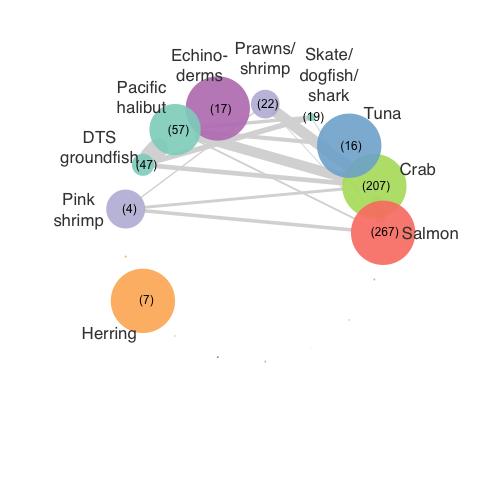 Echino-
derms
(17)
Prawns/
shrimp
(22)
Skate/
dogfish/
shark
(19)
Pacific
halibut
(57)
Tuna
(16)
DTS
groundfish
(47)
Crab
(207)
Pink
shrimp
(4)
Salmon
(267)
(7)
Herring